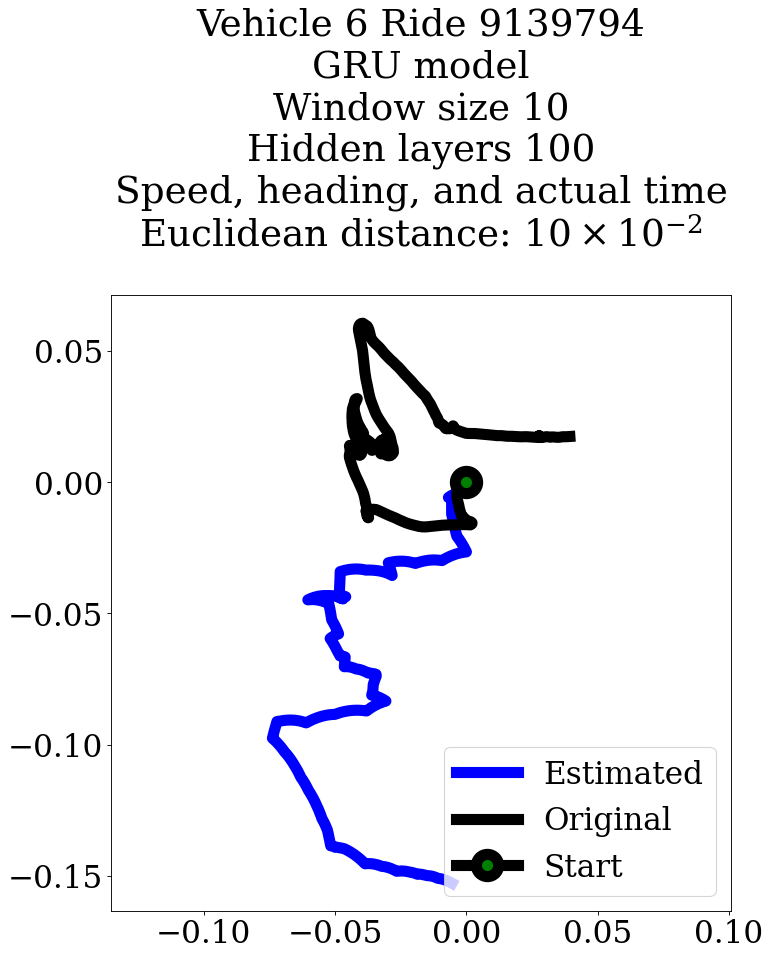 Vehicle 6 Ride 9139794
GRU model
Window size 10
Hidden layers 100
Speed, heading, and actual time
Euclidean distance: 10 × 10⁻²
0.05
0.00
−0.05
−0.10
−0.15
Estimated
Original
Start
−0.10 −0.05 0.00 0.05 0.10